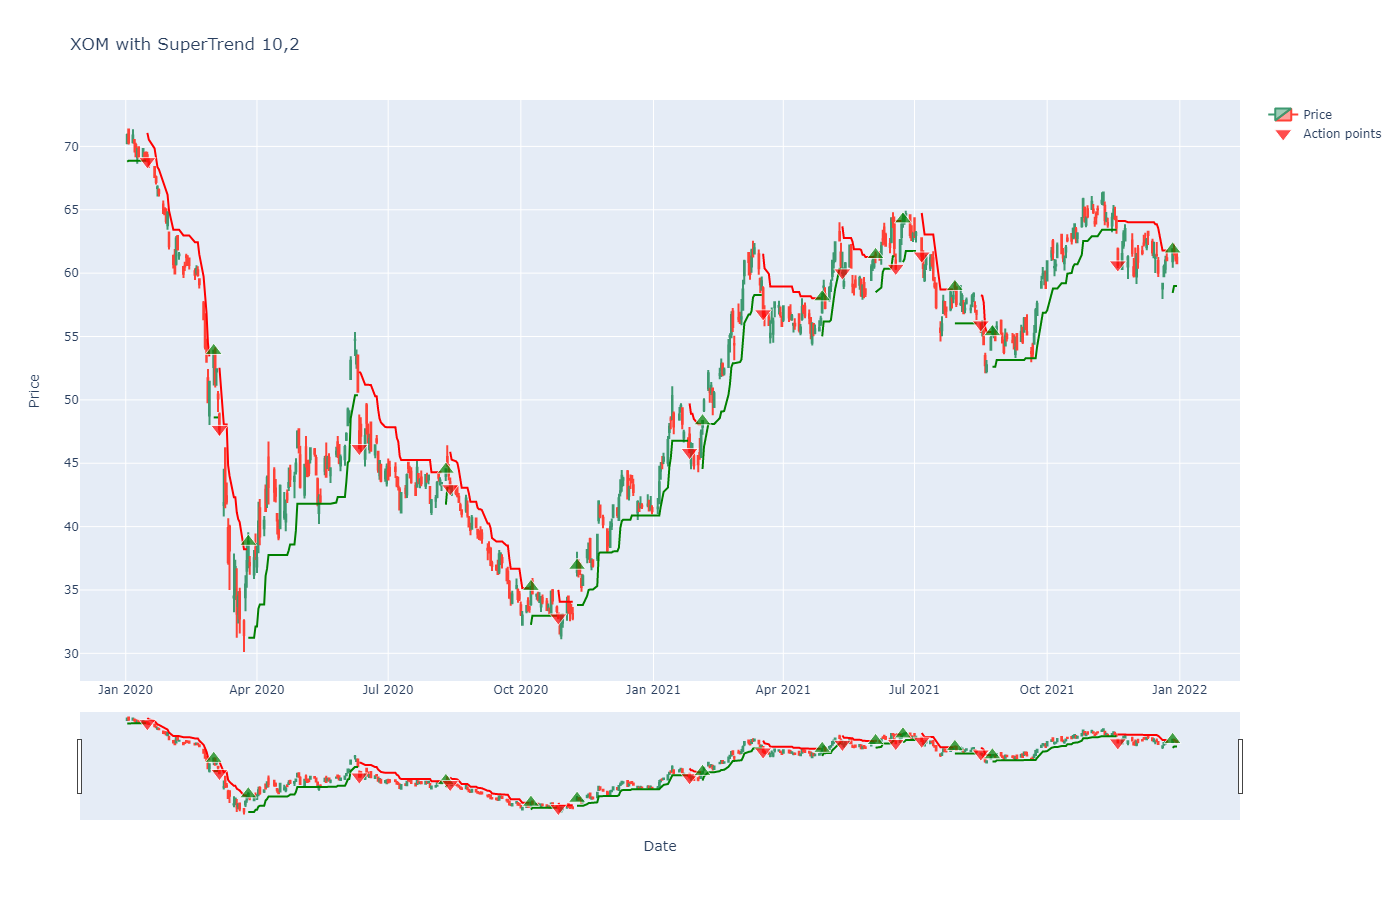 XOM with SuperTrend 10,2
Price
Action points
70
65
60
55
50
45
40
35
30
Price
Jan 2020
Apr 2020
Jul 2020
Oct 2020
Jan 2021
Apr 2021
Jul 2021
Oct 2021
Jan 2022
Date